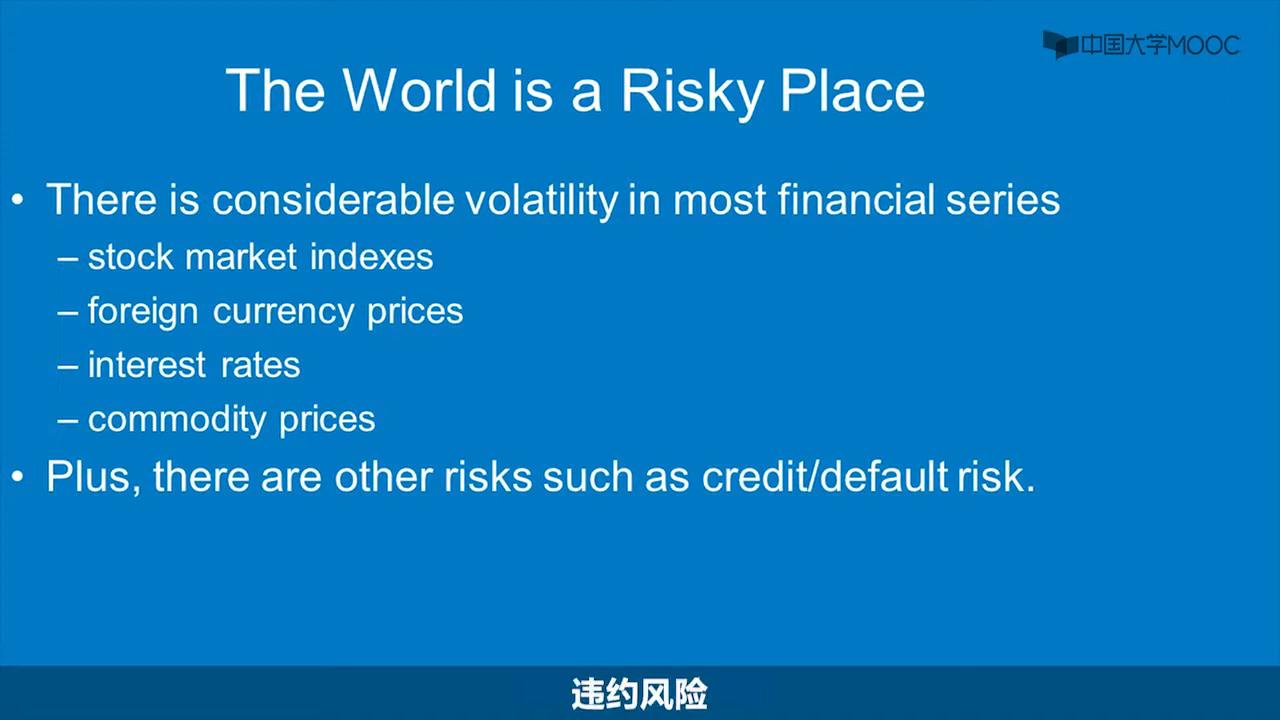 中国大学MOOC
The World is a Risky Place
• There is considerable volatility in most financial series
– stock market indexes
– foreign currency prices
– interest rates
– commodity prices
• Plus, there are other risks such as credit/default risk.
违约风险